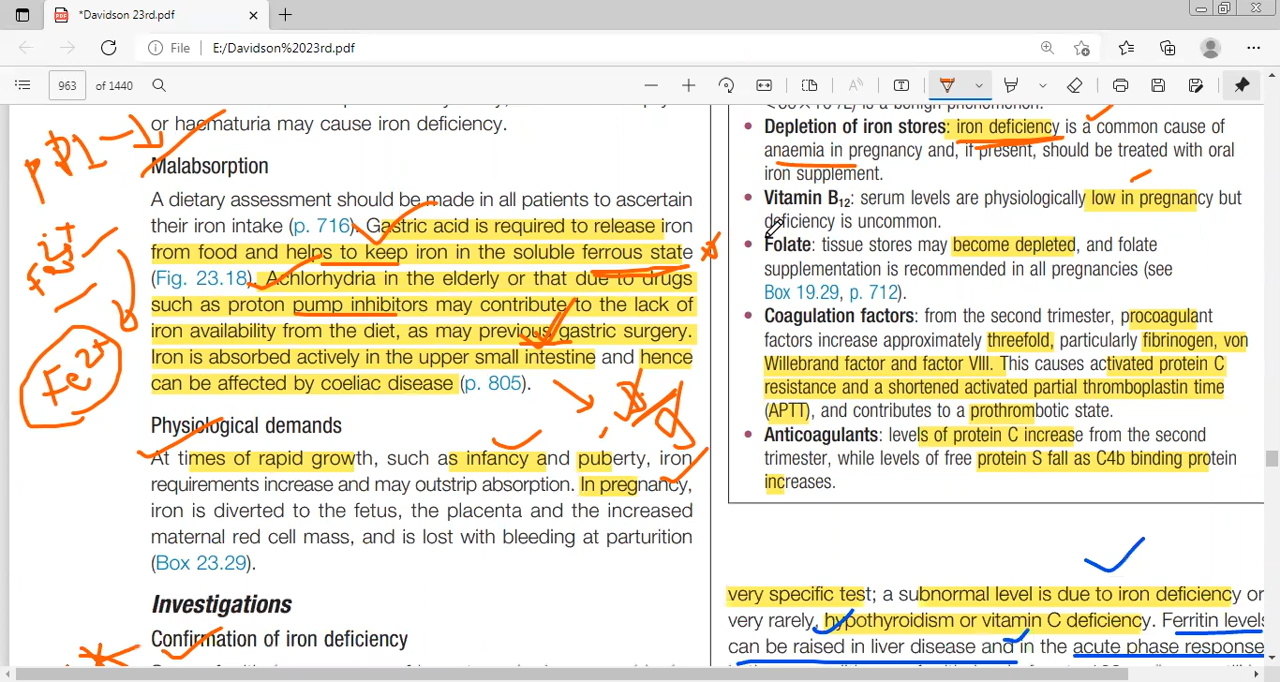 *Davidson 23rd.pdf
File
E:/Davidson%2023rd.pdf
963 of 1440
or haematuria may cause iron deficiency.
PPI
Malabsorption
A dietary assessment should be made in all patients to ascertain
their iron intake (p. 716). Gastric acid is required to release iron
from food and helps to keep iron in the soluble ferrous state
(Fig. 23.18). Achlorhydria in the elderly or that due to drugs
such as proton pump inhibitors may contribute to the lack of
iron availability from the diet, as may previous gastric surgery.
Iron is absorbed actively in the upper small intestine and hence
can be affected by coeliac disease (p. 805).
Fe2+
Physiological demands
At times of rapid growth, such as infancy and puberty, iron
requirements increase and may outstrip absorption. In pregnancy,
iron is diverted to the fetus, the placenta and the increased
maternal red cell mass, and is lost with bleeding at parturition
(Box 23.29).
Investigations
Confirmation of iron deficiency
• Depletion of iron stores: iron deficiency is a common cause of
anaemia in pregnancy and, if present, should be treated with oral
iron supplement.
• Vitamin B12: serum levels are physiologically low in pregnancy but
deficiency is uncommon.
• Folate: tissue stores may become depleted, and folate
supplementation is recommended in all pregnancies (see
Box 19.29, p. 712).
• Coagulation factors: from the second trimester, procoagulant
factors increase approximately threefold, particularly fibrinogen, von
Willebrand factor and factor VIII. This causes activated protein C
resistance and a shortened activated partial thromboplastin time
(APTT), and contributes to a prothrombotic state.
• Anticoagulants: levels of protein C increase from the second
trimester, while levels of free protein S fall as C4b binding protein
increases.
very specific test; a subnormal level is due to iron deficiency or
very rarely, hypothyroidism or vitamin C deficiency. Ferritin levels
can be raised in liver disease and in the acute phase response